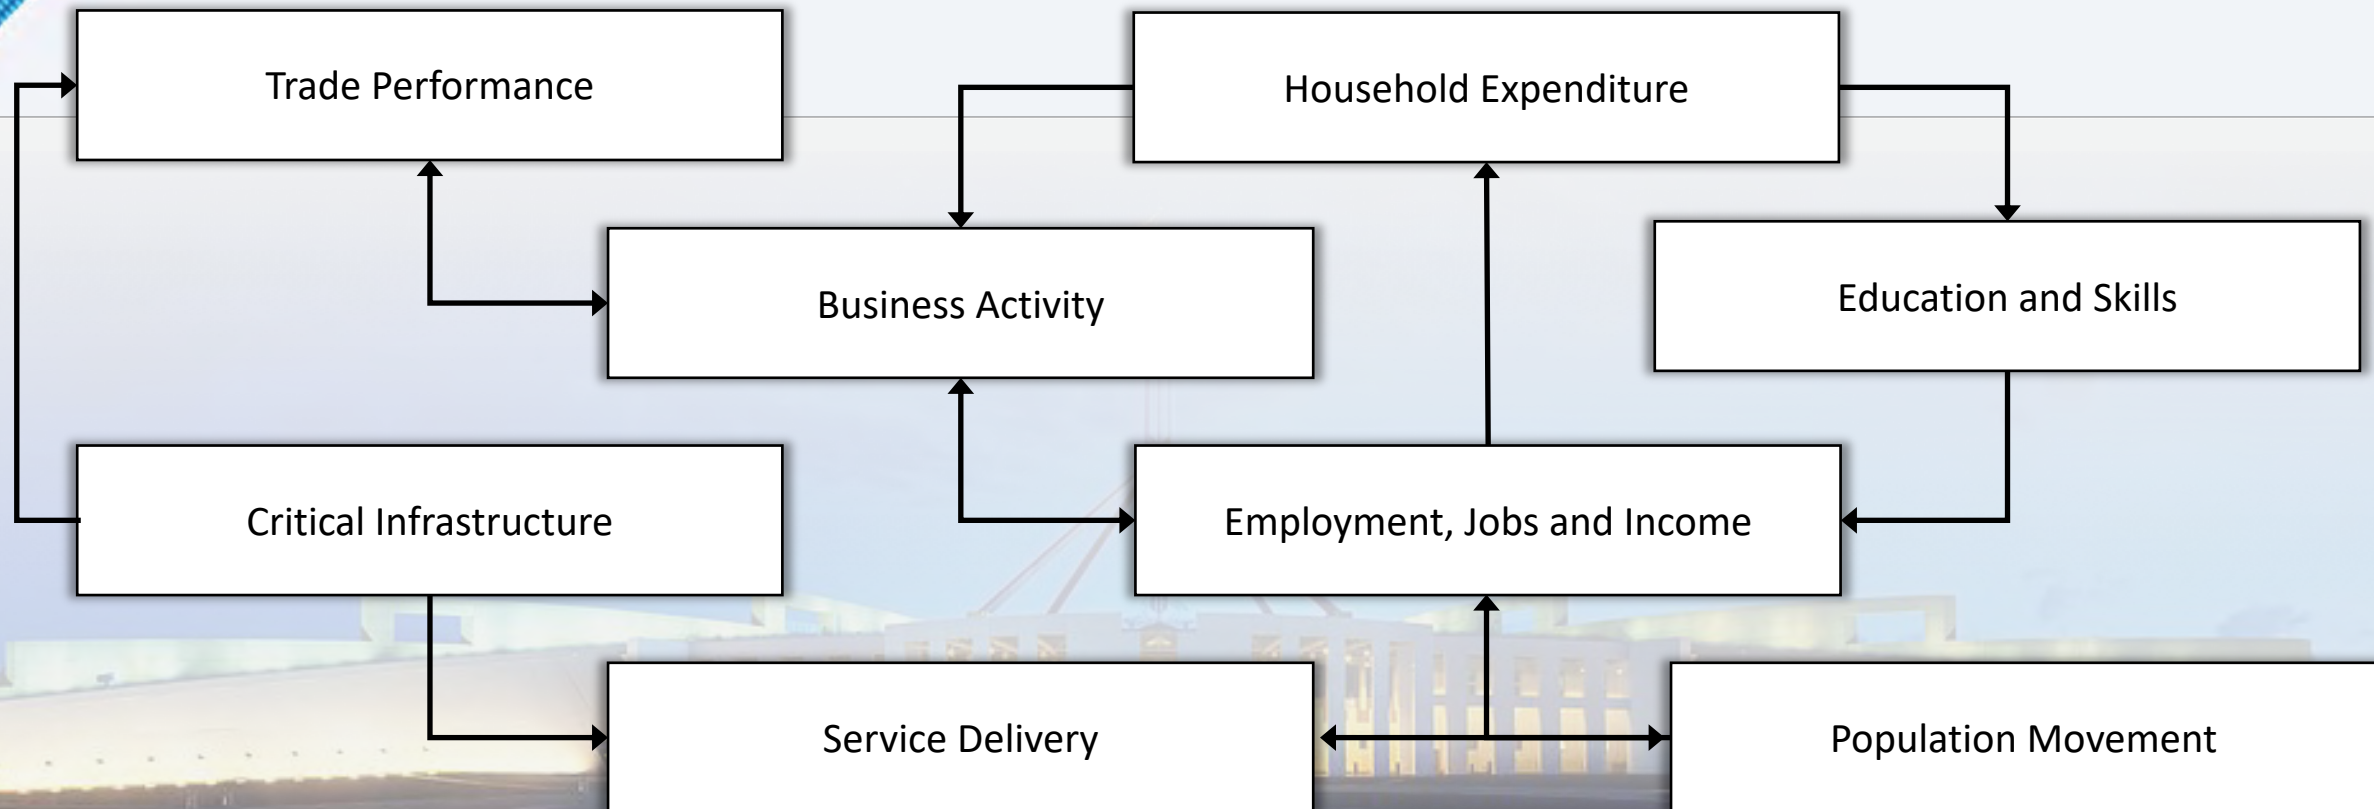 Trade Performance
Household Expenditure
Business Activity
Education and Skills
Critical Infrastructure
Employment, Jobs and Income
Service Delivery
Population Movement